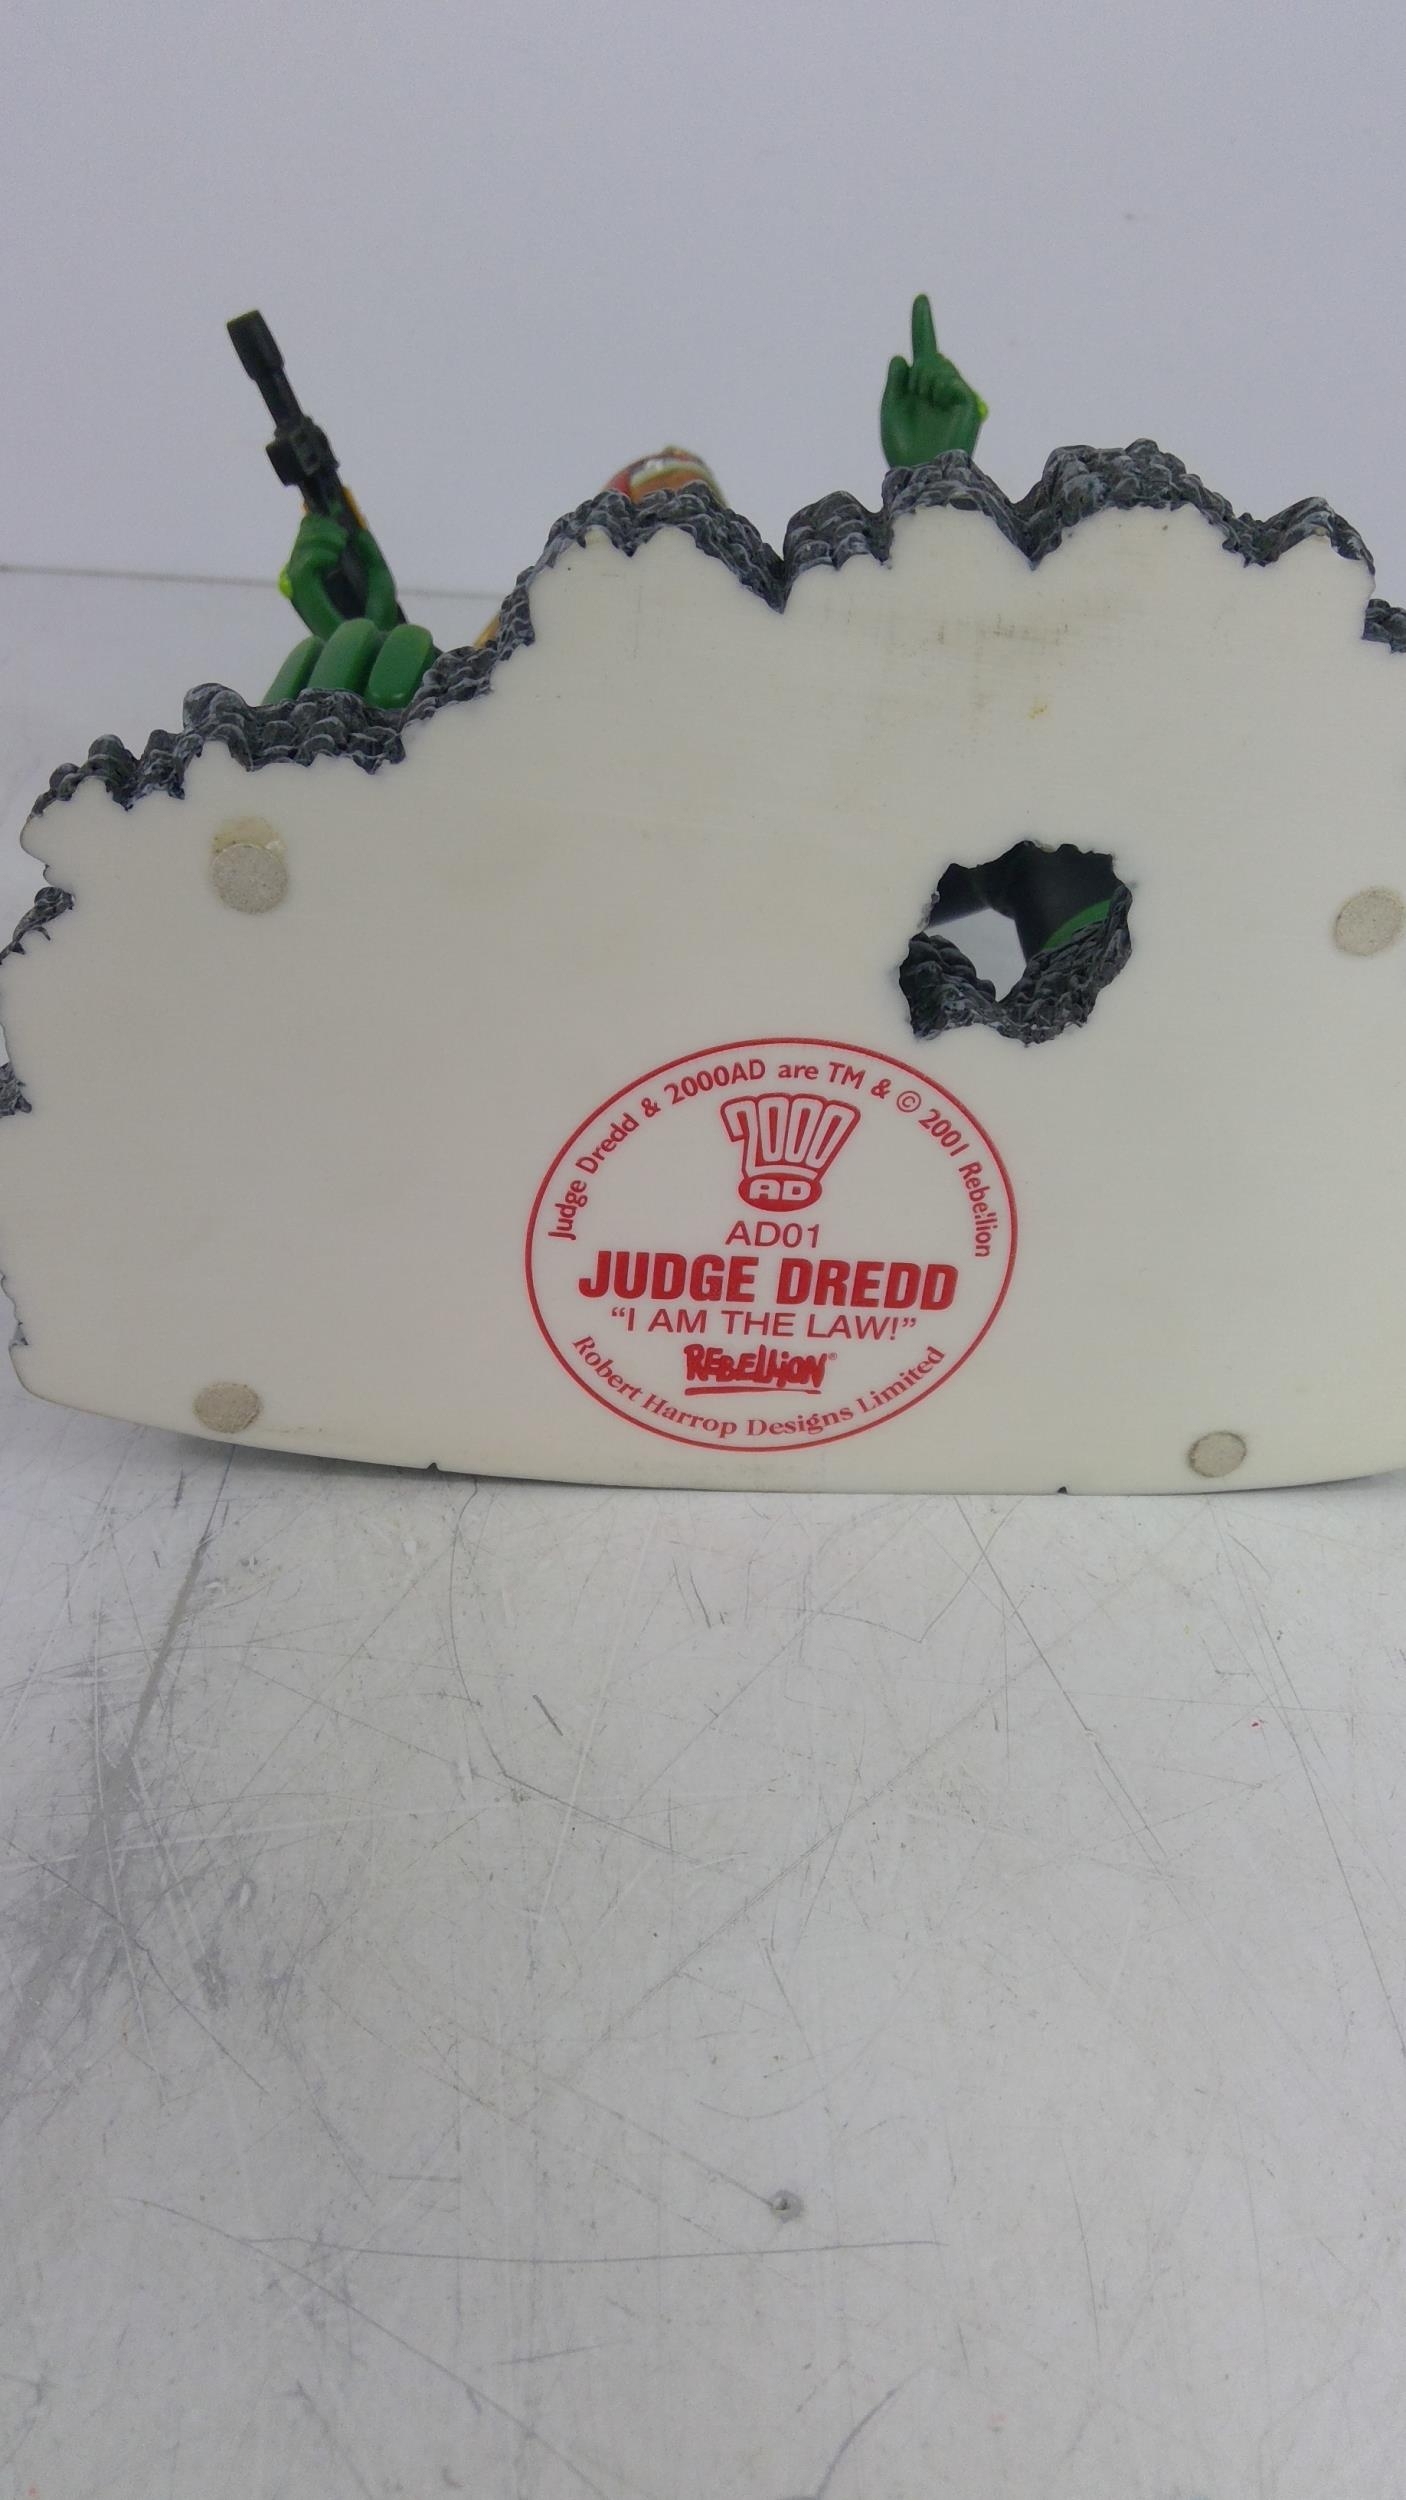 Judge Dredd & 2000AD are TM & © 2001 Rebellion
2000
AD
AD01
JUDGE DREDD
“I AM THE LAW!”
REBELLION®
Robert Harrop Designs Limited